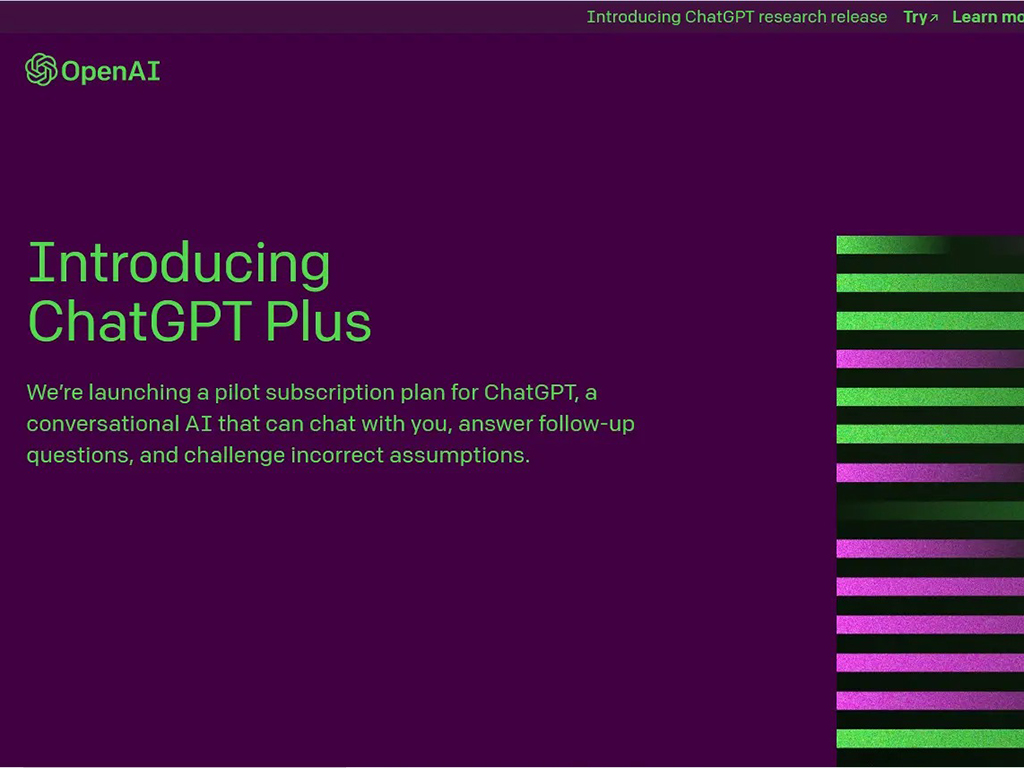 Introducing ChatGPT research release Try↗ Learn mo
OpenAI
Introducing
ChatGPT Plus
We’re launching a pilot subscription plan for ChatGPT, a
conversational AI that can chat with you, answer follow-up
questions, and challenge incorrect assumptions.